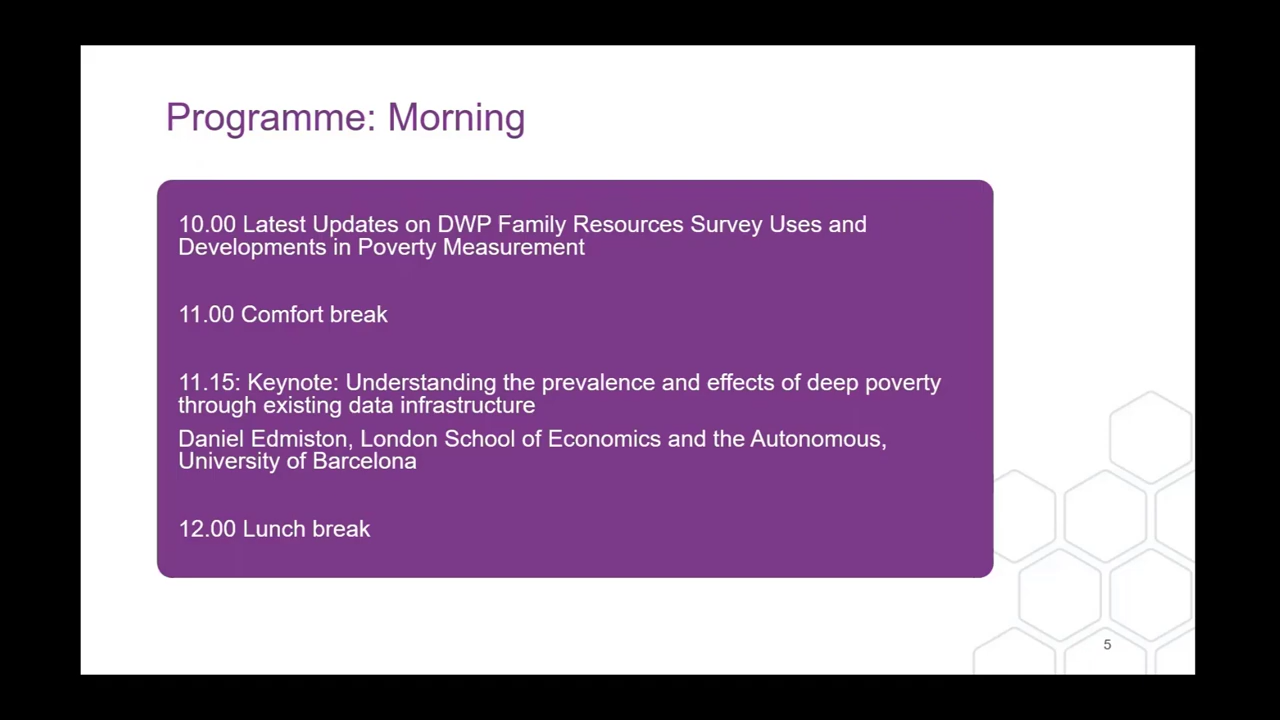 Programme: Morning
10.00 Latest Updates on DWP Family Resources Survey Uses and
Developments in Poverty Measurement
11.00 Comfort break
11.15: Keynote: Understanding the prevalence and effects of deep poverty
through existing data infrastructure
Daniel Edmiston, London School of Economics and the Autonomous,
University of Barcelona
12.00 Lunch break
5